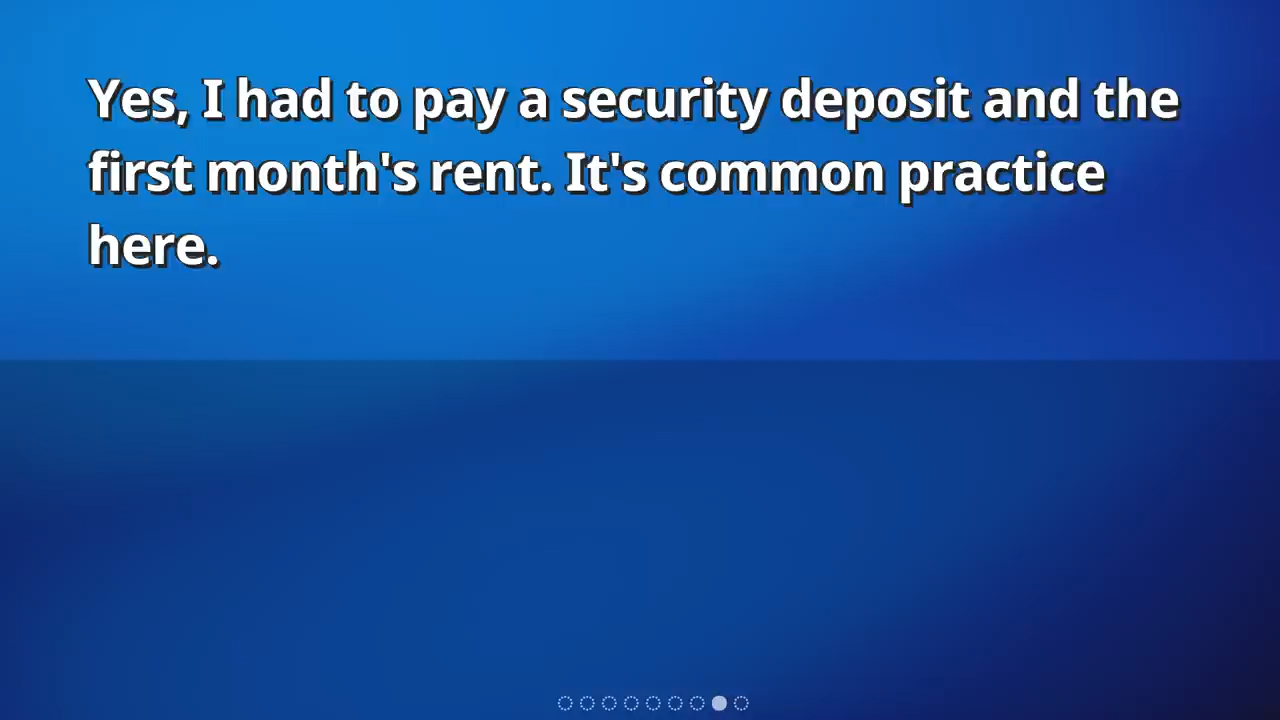 Yes, I had to pay a security deposit and the
first month's rent. It's common practice
here.